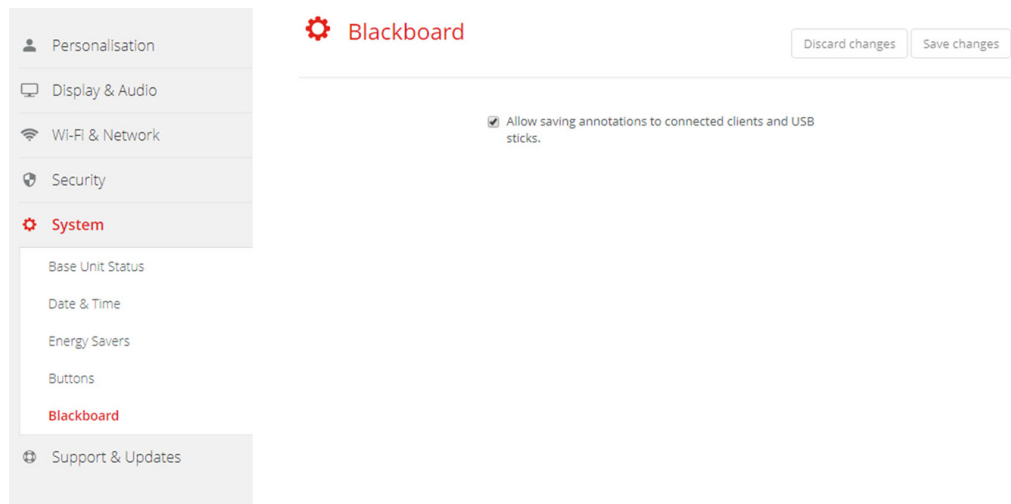 Personalisation
Display & Audio
Wi-Fi & Network
Security
System
Base Unit Status
Date & Time
Energy Savers
Buttons
Blackboard
Support & Updates
Blackboard
Discard changes
Save changes
Allow saving annotations to connected clients and USB
sticks.